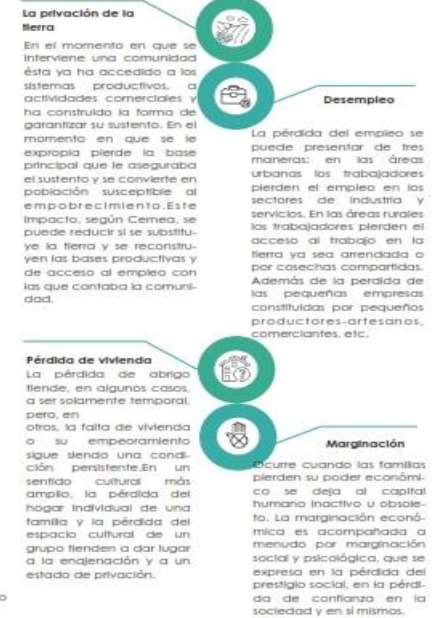 La privación de la
tierra
En el momento en que se
interviene una comunidad
ésta ya ha accedido a los
sistemas productivos, a
actividades comerciales y
ha construido la forma de
garantizar su sustento. En el
momento en que se le
expropia pierde la base
principal que le aseguraba
el sustento y se convierte en
población susceptible al
empobrecimiento.Este
impacto, según Cernea, se
puede reducir si se substitu-
ye la tierra y se reconstru-
yen las bases productivas y
de acceso al empleo con
las que contaba la comuni-
dad.
Desempleo
La pérdida del empleo se
puede presentar de tres
maneras: en las áreas
urbanas los trabajadores
pierden el empleo en los
sectores de industria y
servicios. En las áreas rurales
los trabajadores pierden el
acceso al trabajo en la
tierra ya sea arrendada o
por cosechas compartidas.
Además de la perdida de
las pequeñas empresas
constituidas por pequeños
productores-artesanos,
comerciantes, etc.
Pérdida de vivienda
La pérdida de abrigo
tiende, en algunos casos,
a ser solamente temporal,
pero, en
otros, la falta de vivienda
o su empeoramiento
sigue siendo una condi-
ción persistente.En un
sentido cultural más
amplio, la pérdida del
hogar individual de una
familia y la pérdida del
espacio cultural de un
grupo tienden a dar lugar
a la enajenación y a un
estado de privación.
Marginación
Ocurre cuando las familias
pierden su poder económi-
co se deja al capital
humano inactivo u obsole-
to. La marginación econó-
mica es acompañada a
menudo por marginación
social y psicológica, que se
expresa en la pérdida del
prestigio social, en la pérdi-
da de confianza en la
sociedad y en sí mismos.